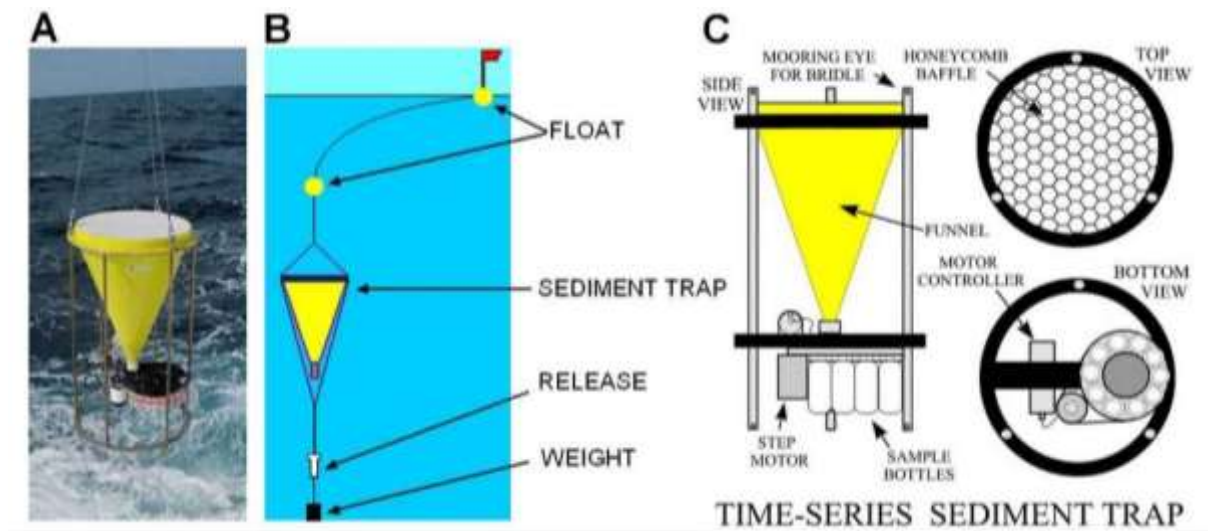 A
B
FLOAT
SEDIMENT TRAP
RELEASE
WEIGHT
C
MOORING EYE
FOR BRIDLE
HONEYCOMB
BAFFLE
TOP
VIEW
SIDE
VIEW
FUNNEL
MOTOR
CONTROLLER
BOTTOM
VIEW
STEP
MOTOR
SAMPLE
BOTTLES
TIME-SERIES SEDIMENT TRAP